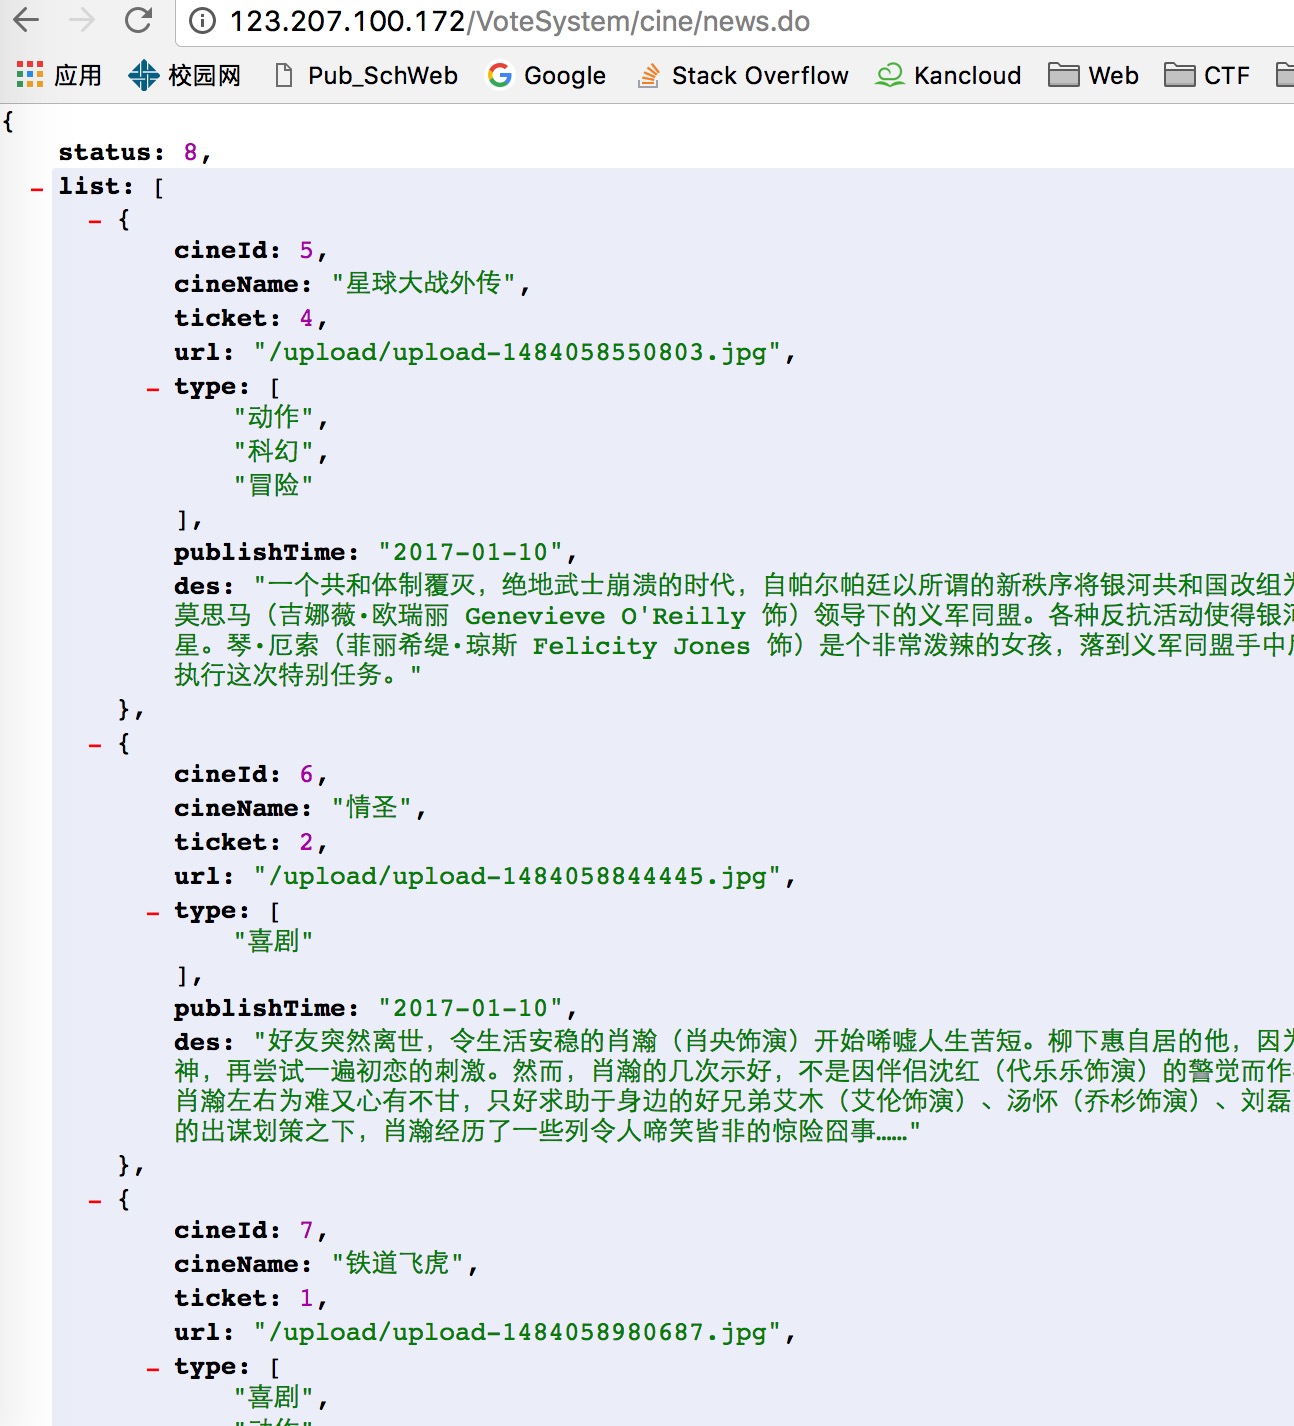 123.207.100.172/VoteSystem/cine/news.do
应用 校园网 Pub_SchWeb Google Stack Overflow Kancloud Web CTF
{
status: 8,
list: [
{
cineId: 5,
cineName: "星球大战外传",
ticket: 4,
url: "/upload/upload-1484058550803.jpg",
type: [
"动作",
"科幻",
"冒险"
],
publishTime: "2017-01-10",
des: "一个共和体制覆灭，绝地武士崩溃的时代，自帕尔帕廷以所谓的新秩序将银河共和国改组为
莫思马（吉娜薇·欧瑞丽 Genevieve O'Reilly 饰）领导下的义军同盟。各种反抗活动使得银河
星。琴·厄索（菲丽希缇·琼斯 Felicity Jones 饰）是个非常泼辣的女孩，落到义军同盟手中后
执行这次特别任务。"
},
{
cineId: 6,
cineName: "情圣",
ticket: 2,
url: "/upload/upload-1484058844445.jpg",
type: [
"喜剧"
],
publishTime: "2017-01-10",
des: "好友突然离世，令生活安稳的肖瀚（肖央饰演）开始唏嘘人生苦短。柳下惠自居的他，因为
神，再尝试一遍初恋的刺激。然而，肖瀚的几次示好，不是因伴侣沈红（代乐乐饰演）的警觉而作
肖瀚左右为难又心有不甘，只好求助于身边的好兄弟艾木（艾伦饰演）、汤怀（乔杉饰演）、刘磊
的出谋划策之下，肖瀚经历了一些列令人啼笑皆非的惊险囧事……"
},
{
cineId: 7,
cineName: "铁道飞虎",
ticket: 1,
url: "/upload/upload-1484058980687.jpg",
type: [
"喜剧",
"动作"